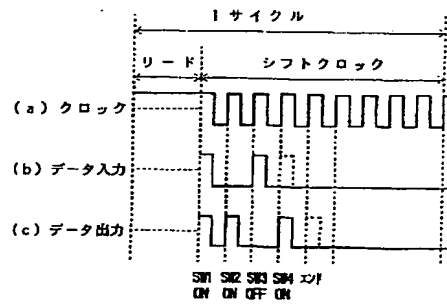 1サイクル
リード
シフトクロック
(a)クロック
(b)データ入力
(c)データ出力
SW1 SW2 SW3 SW4 エンド
ON ON OFF ON